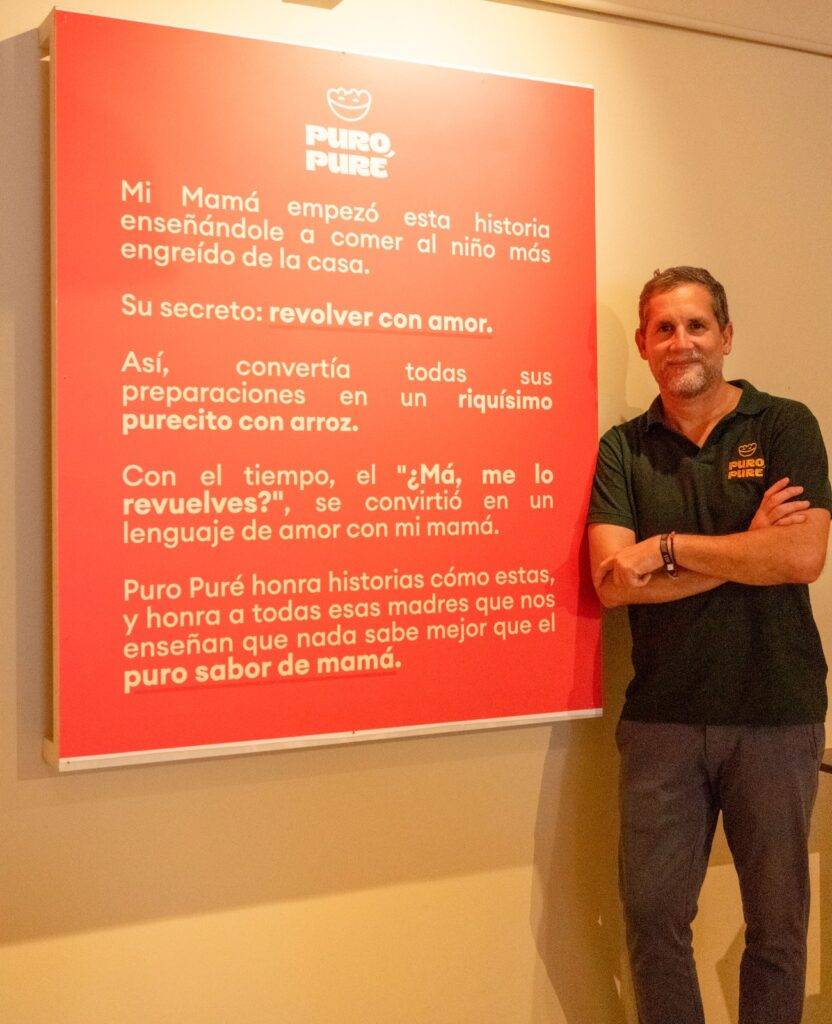 PURO
PURÉ
Mi Mamá empezó esta historia
enseñándole a comer al niño más
engreído de la casa.
Su secreto: revolver con amor.
Así, convertía todas sus
preparaciones en un riquísimo
purecito con arroz.
Con el tiempo, el "¿Má, me lo
revuelves?", se convirtió en un
lenguaje de amor con mi mamá.
Puro Puré honra historias cómo estas,
y honra a todas esas madres que nos
enseñan que nada sabe mejor que el
puro sabor de mamá.
PURO
PURÉ